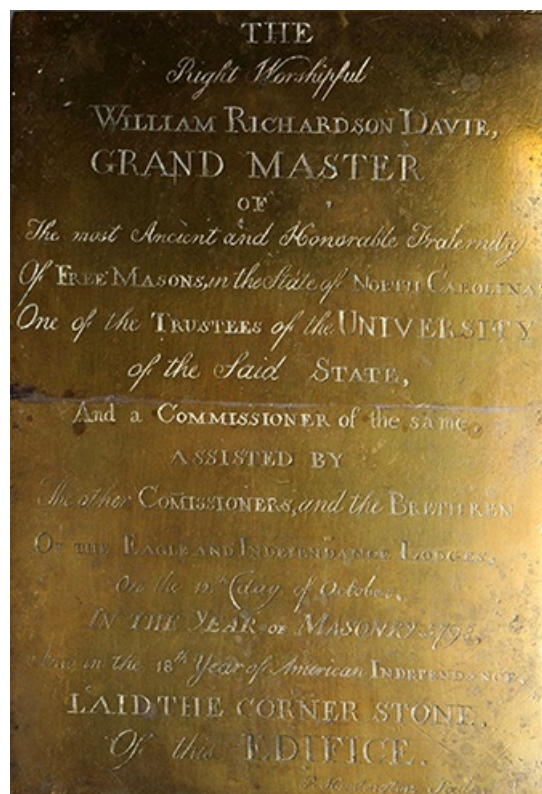 THE
Right Worshipful
WILLIAM RICHARDSON DAVIE,
GRAND MASTER
OF
The most Ancient and Honorable Fraternity
Of FREE MASONS, in the State of NORTH CAROLINA
One of the TRUSTEES of the UNIVERSITY
of the Said STATE,
And a COMMISSIONER of the same,
ASSISTED BY
The other COMISSIONERS, and the BRETHREN
OF THE EAGLE AND INDEPENDANCE LODGES,
On the 12th day of October,
IN THE YEAR OF MASONRY 5793,
And in the 18th Year of American INDEPENDANCE,
LAID THE CORNER STONE,
Of this EDIFICE.